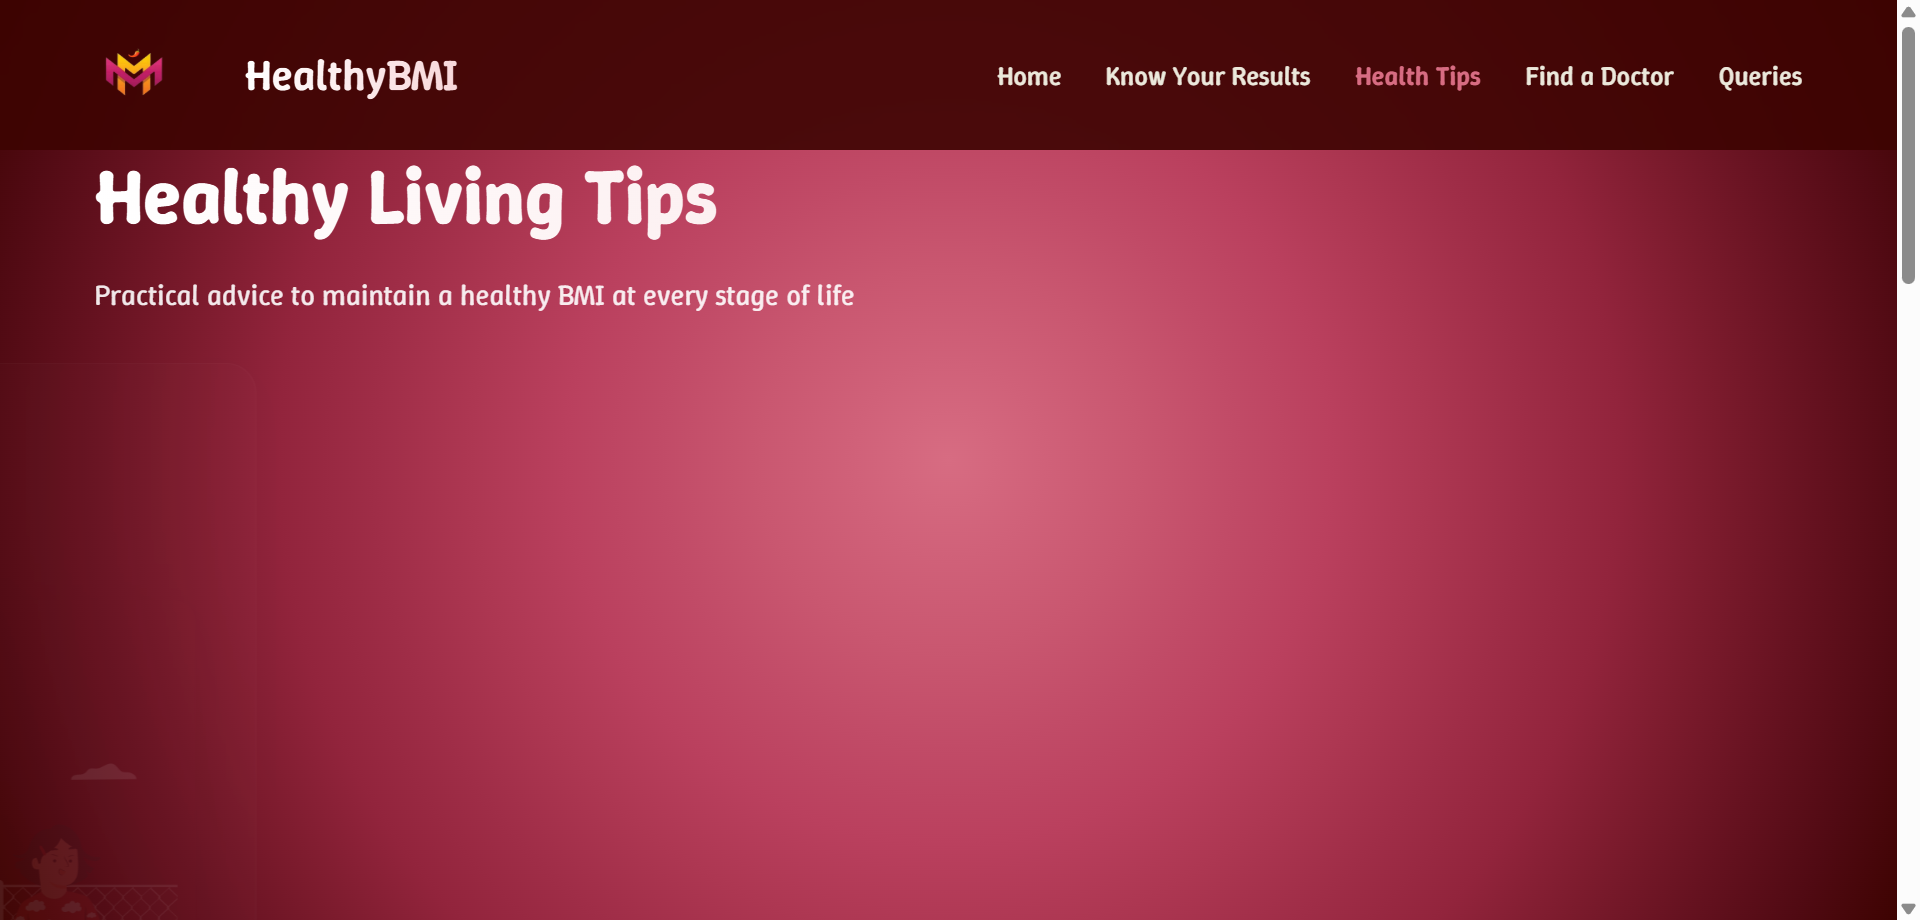 HealthyBMI
Home Know Your Results Health Tips Find a Doctor Queries
Healthy Living Tips
Practical advice to maintain a healthy BMI at every stage of life